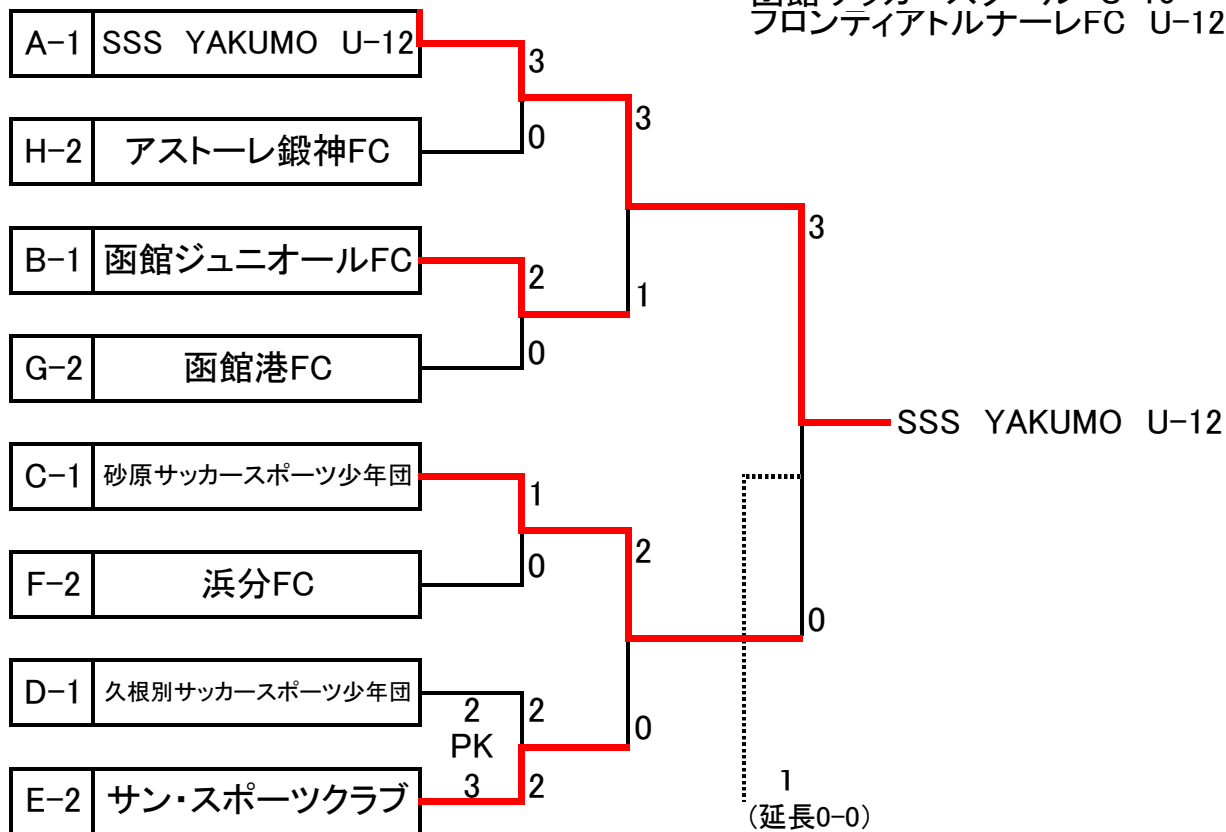 フロンティアトルナーレFC U-12
A-1 SSS YAKUMO U-12
3
3
H-2 アストーレ鍛神FC
0
3
B-1 函館ジュニオールFC
2
1
G-2 函館港FC
0
SSS YAKUMO U-12
C-1 砂原サッカースポーツ少年団
1
2
F-2 浜分FC
0
0
D-1 久根別サッカースポーツ少年団
2 2
0
PK
E-2 サン・スポーツクラブ
3 2
1
(延長0-0)